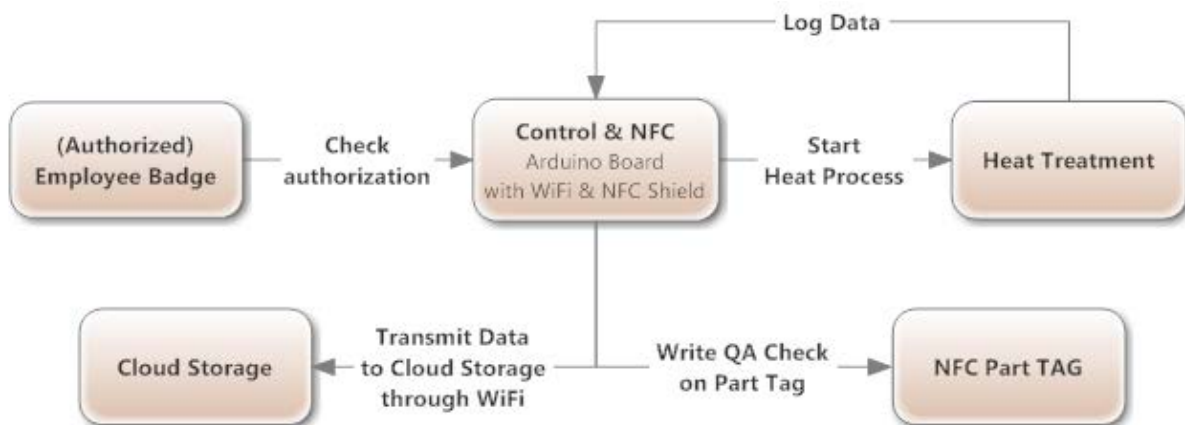 Log Data
(Authorized)
Employee Badge
Check
authorization
Control & NFC
Arduino Board
with WiFi & NFC Shield
Start
Heat Process
Heat Treatment
Cloud Storage
Transmit Data
to Cloud Storage
through WiFi
Write QA Check
on Part Tag
NFC Part TAG